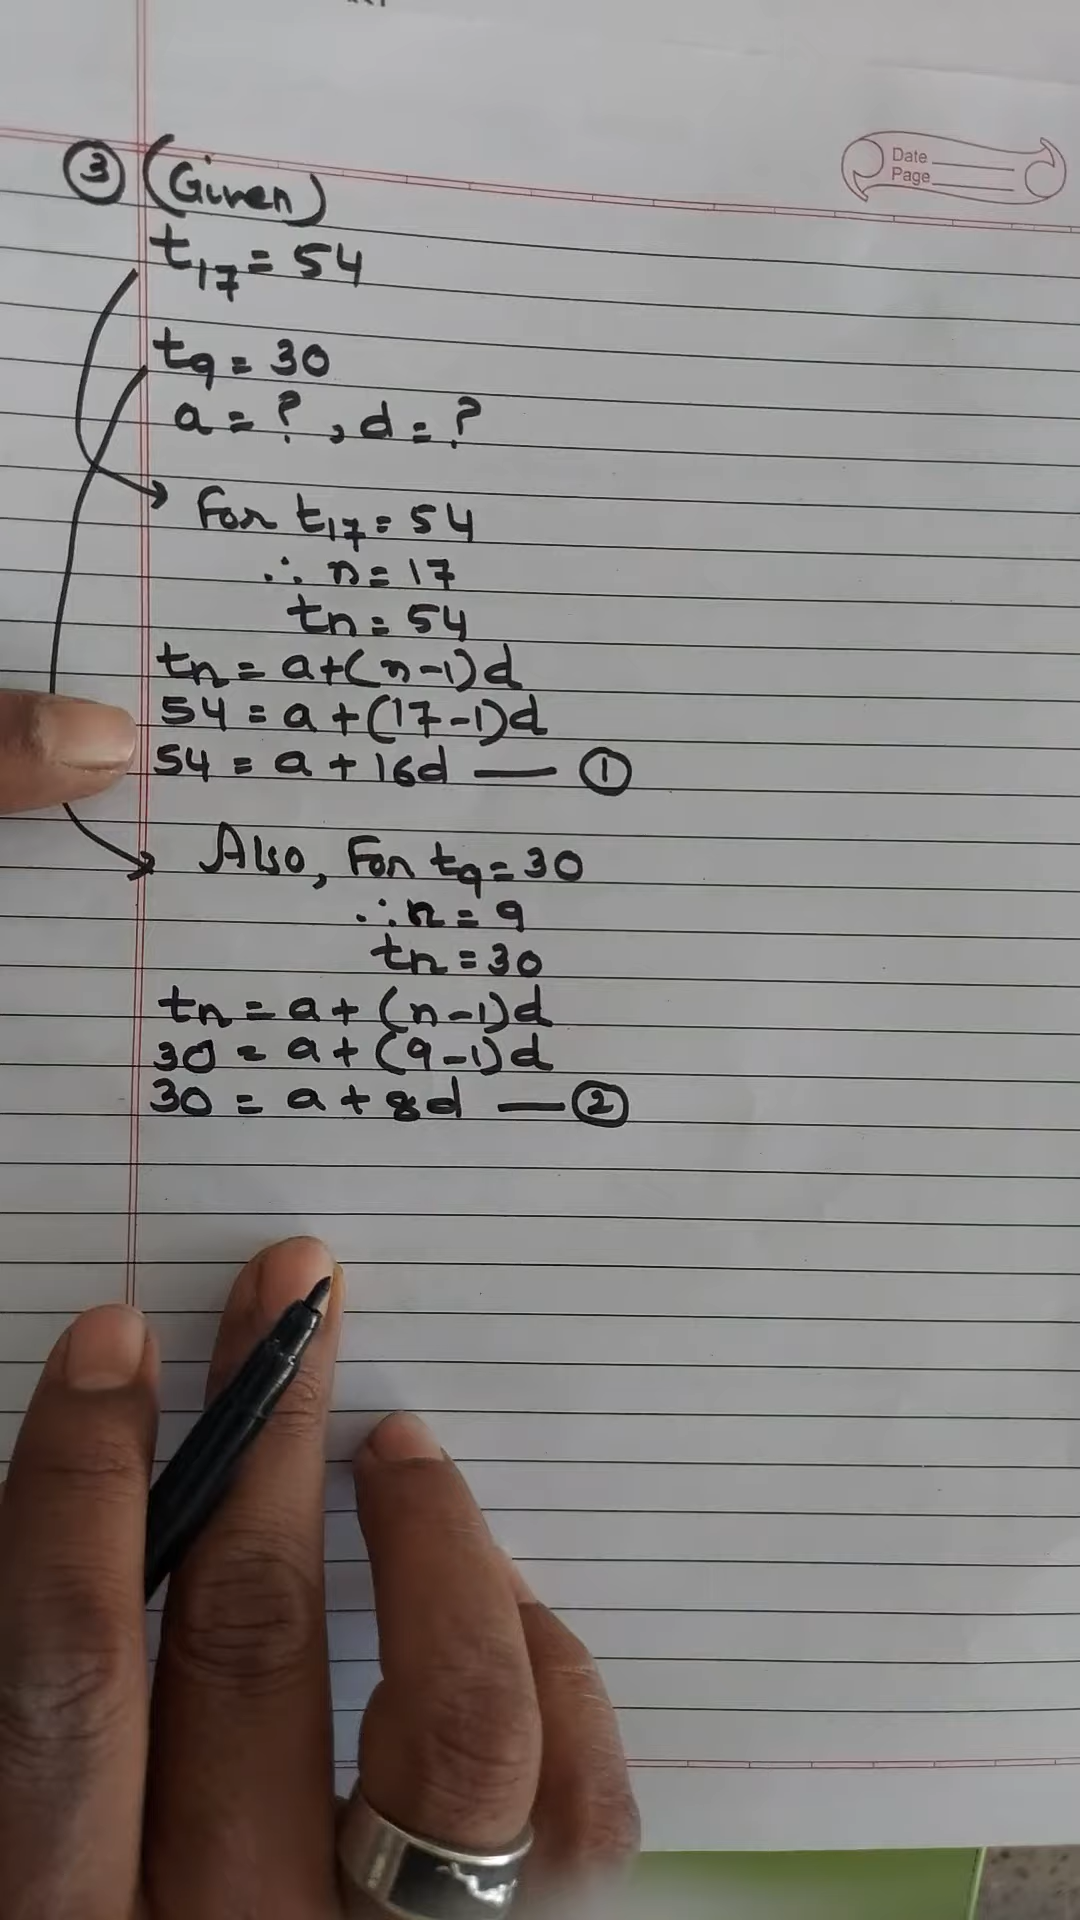 Date
Page
③ (Given)
t₁₇ = 54
t₉ = 30
a = ? , d = ?
For t₁₇ = 54
∴ n = 17
tn = 54
tn = a+(n-1)d
54 = a+(17-1)d
54 = a + 16d — ①
Also, For t₉ = 30
∴ n = 9
tn = 30
tn = a + (n-1)d
30 = a + (9-1)d
30 = a + 8d — ②